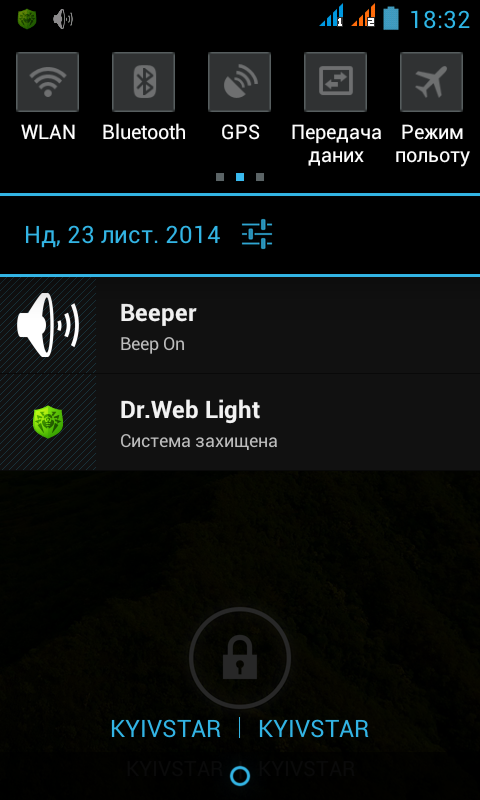 1 2 18:32
WLAN Bluetooth GPS Передача даних Режим польоту
Нд, 23 лист. 2014
Beeper
Beep On
Dr.Web Light
Система захищена
KYIVSTAR | KYIVSTAR
KYIVSTAR | KYIVSTAR